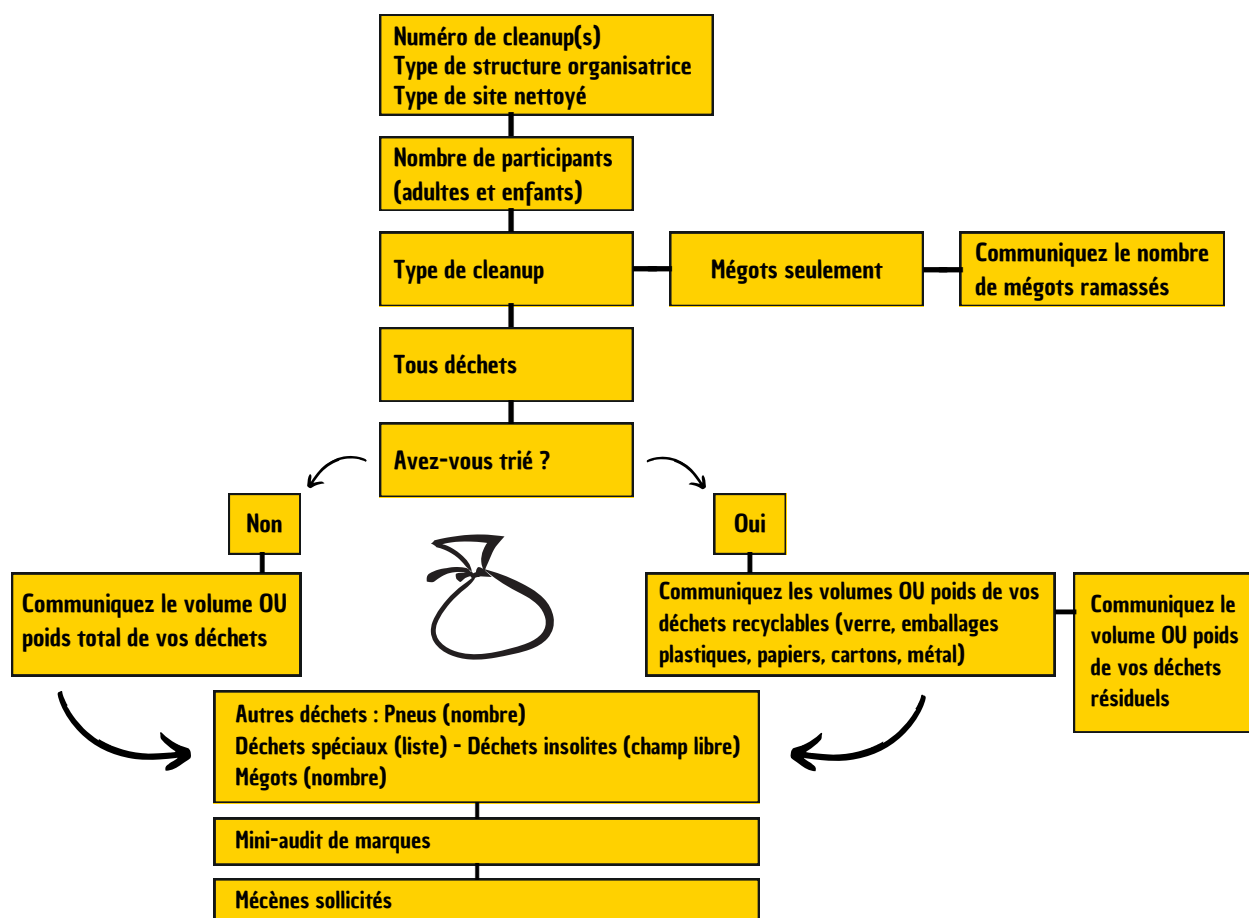 Numéro de cleanup(s)
Type de structure organisatrice
Type de site nettoyé
Nombre de participants
(adultes et enfants)
Type de cleanup
Mégots seulement
Communiquez le nombre
de mégots ramassés
Tous déchets
Avez-vous trié ?
Non
Oui
Communiquez le volume OU
poids total de vos déchets
Communiquez les volumes OU poids de vos
déchets recyclables (verre, emballages
plastiques, papiers, cartons, métal)
Communiquez le
volume OU poids
de vos déchets
résiduels
Autres déchets : Pneus (nombre)
Déchets spéciaux (liste) - Déchets insolites (champ libre)
Mégots (nombre)
Mini-audit de marques
Mécènes sollicités